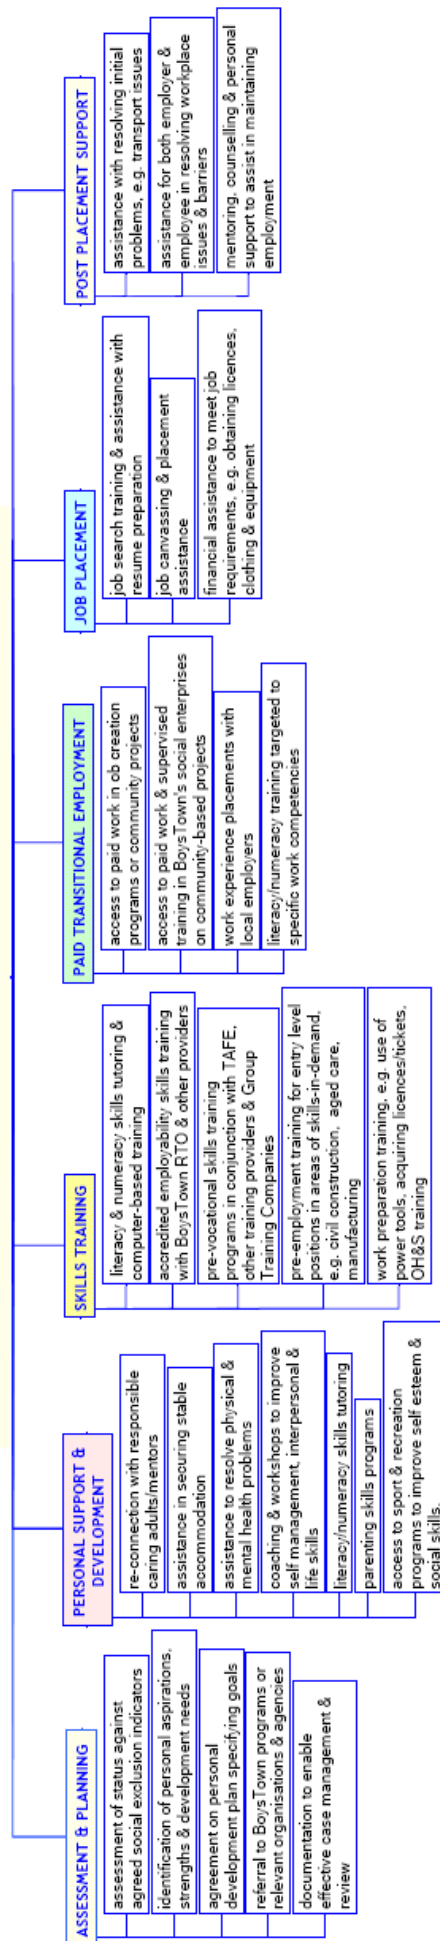 ASSESSMENT & PLANNING
assessment of status against
agreed social exclusion indicators
identification of personal aspirations,
strengths & development needs
agreement on personal
development plan specifying goals
referral to BoysTown programs or
relevant organisations & agencies
documentation to enable
effective case management &
review
PERSONAL SUPPORT &
DEVELOPMENT
re-connection with responsible
caring adults/mentors
assistance in securing stable
accommodation
assistance to resolve physical &
mental health problems
coaching & workshops to improve
self management, interpersonal &
life skills
literacy/numeracy skills tutoring
parenting skills programs
access to sport & recreation
programs to improve self esteem &
social skills.
SKILLS TRAINING
literacy & numeracy skills tutoring &
computer-based training
accredited employability skills training
with BoysTown RTO & other providers
pre-vocational skills training
programs in conjunction with TAFE,
other training providers & Group
Training Companies
pre-employment training for entry level
positions in areas of skills-in-demand,
e.g. civil construction, aged care,
manufacturing
work preparation training, e.g. use of
power tools, acquiring licences/tickets,
OH&S training
PAID TRANSITIONAL EMPLOYMENT
access to paid work in ob creation
programs or community projects
access to paid work & supervised
training in BoysTown's social enterprises
on community-based projects
work experience placements with
local employers
literacy/numeracy training targeted to
specific work competencies
JOB PLACEMENT
job search training & assistance with
resume preparation
job canvassing & placement
assistance
financial assistance to meet job
requirements, e.g. obtaining licences,
clothing & equipment
POST PLACEMENT SUPPORT
assistance with resolving initial
problems, e.g. transport issues
assistance for both employer &
employee in resolving workplace
issues & barriers
mentoring, counselling & personal
support to assist in maintaining
employment